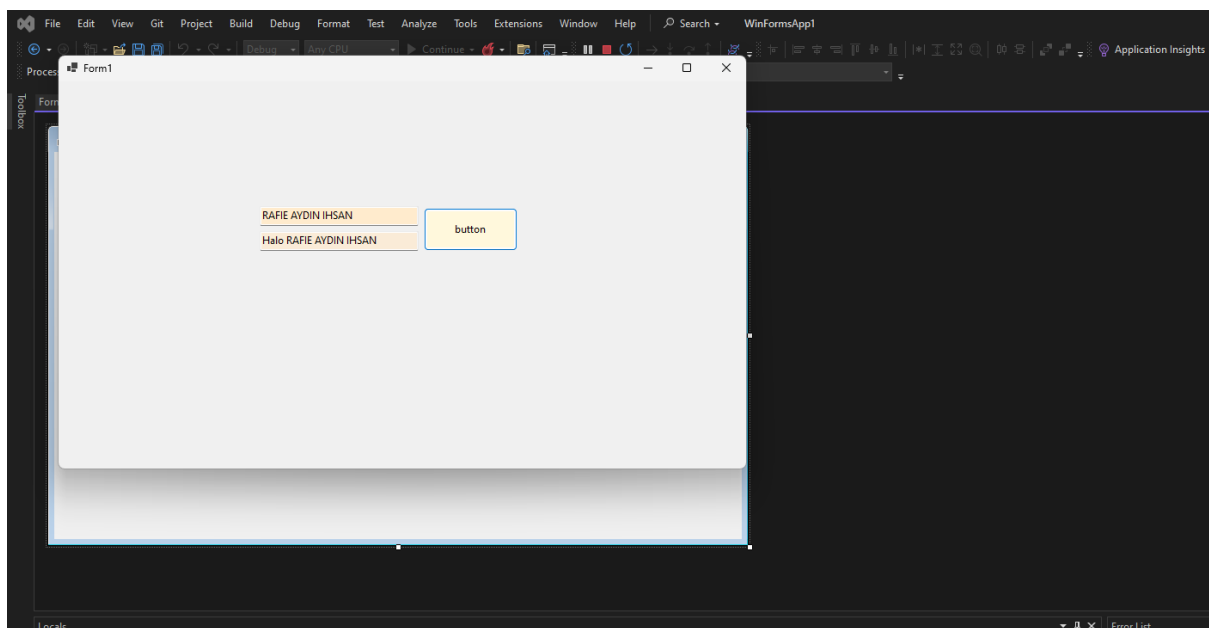 File Edit View Git Project Build Debug Format Test Analyze Tools Extensions Window Help Search WinFormsApp1
Debug Any CPU Continue Application Insights
Form1
Toolbox
RAFIE AYDIN IHSAN
button
Halo RAFIE AYDIN IHSAN
Locals
Error List